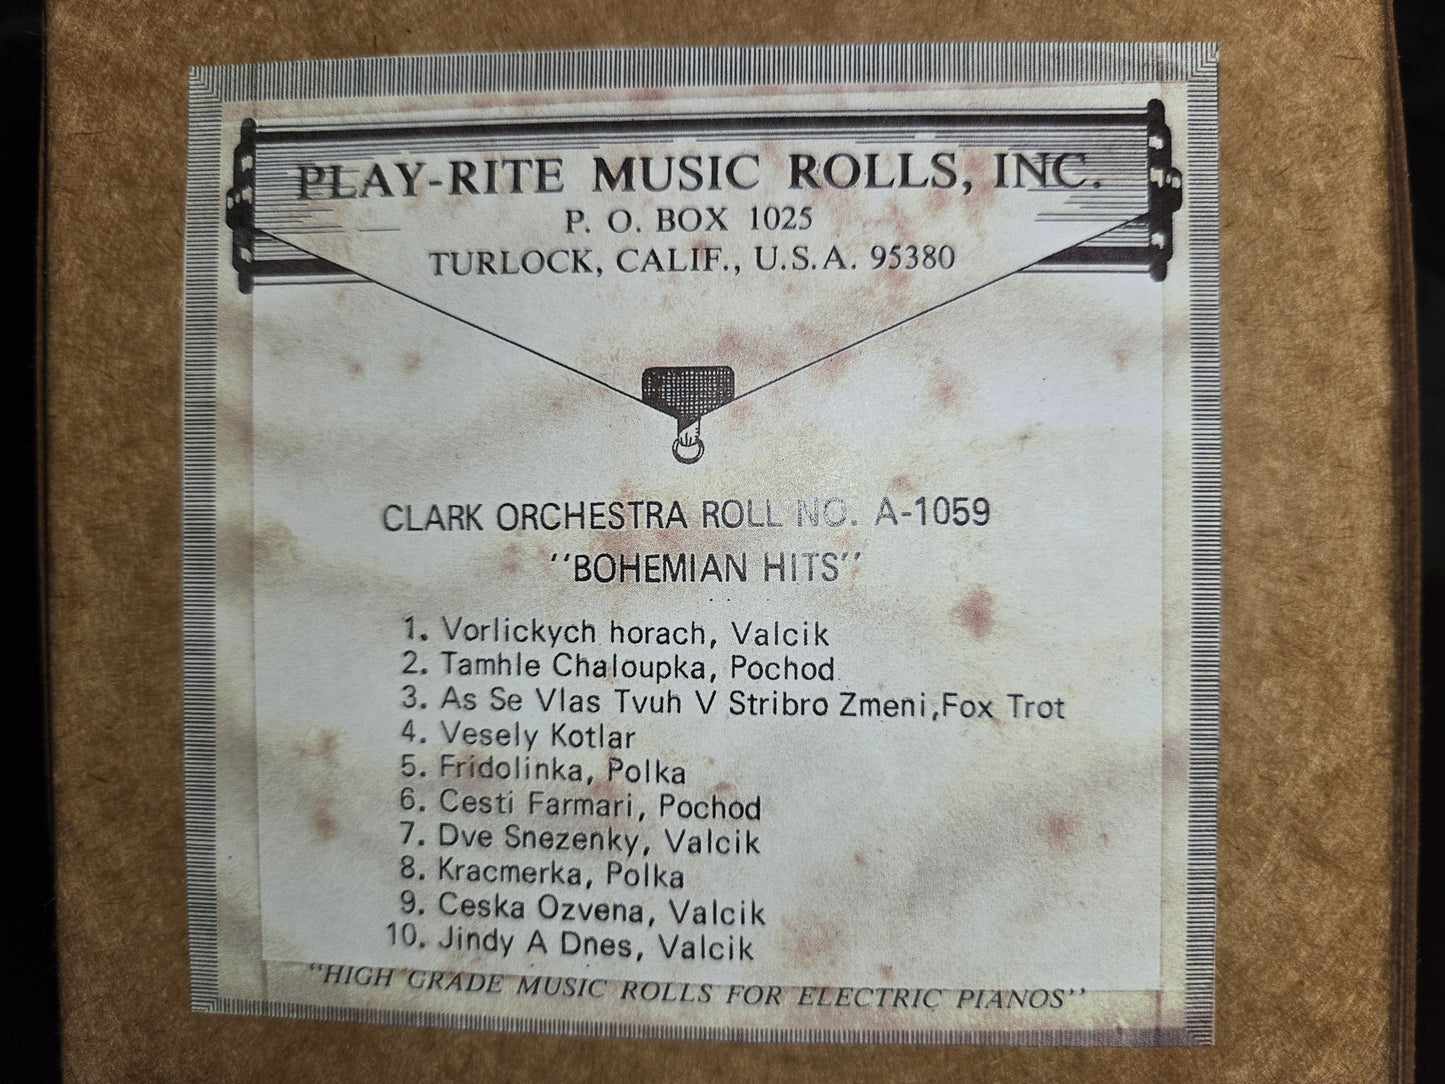 PLAY-RITE MUSIC ROLLS, INC.
P. O. BOX 1025
TURLOCK, CALIF., U.S.A. 95380
CLARK ORCHESTRA ROLL NO. A-1059
"BOHEMIAN HITS"
1. Vorlickych horach, Valcik
2. Tamhle Chaloupka, Pochod
3. As Se Vlas Tvuh V Stribro Zmeni,Fox Trot
4. Vesely Kotlar
5. Fridolinka, Polka
6. Cesti Farmari, Pochod
7. Dve Snezenky, Valcik
8. Kracmerka, Polka
9. Ceska Ozvena, Valcik
10. Jindy A Dnes, Valcik
"HIGH GRADE MUSIC ROLLS FOR ELECTRIC PIANOS"